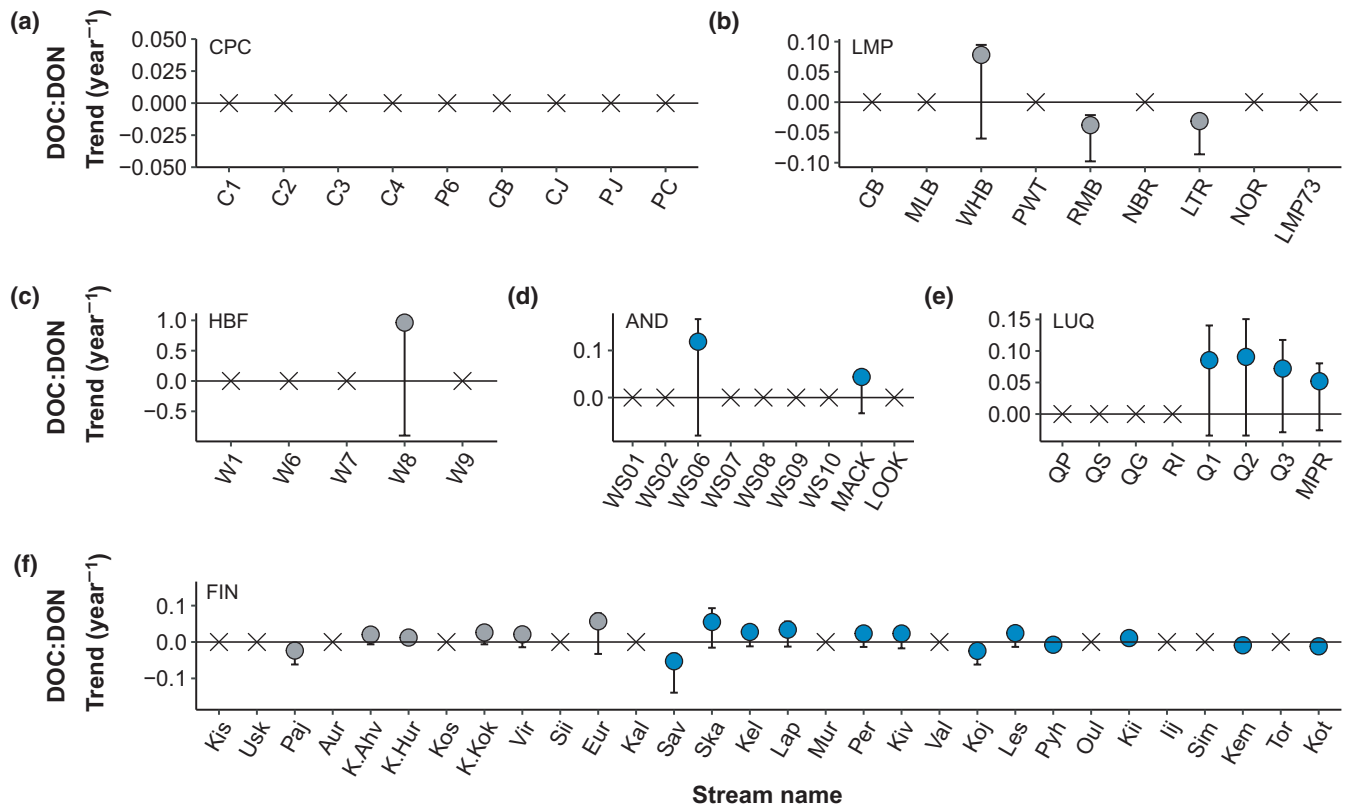 (a)
DOC:DON
Trend (year⁻¹)
CPC
0.050
0.025
0.000
−0.025
−0.050
C1 C2 C3 C4 P6 CB CJ PJ PC
(b)
LMP
0.10
0.05
0.00
−0.05
−0.10
CB MLB WHB PWT RMB NBR LTR NOR LMP73
(c)
DOC:DON
Trend (year⁻¹)
HBF
1.0
0.5
0.0
−0.5
W1 W6 W7 W8 W9
(d)
AND
0.1
0.0
WS01 WS02 WS06 WS07 WS08 WS09 WS10 MACK LOOK
(e)
LUQ
0.15
0.10
0.05
0.00
QP QS QG RI Q1 Q2 Q3 MPR
(f)
DOC:DON
Trend (year⁻¹)
FIN
0.1
0.0
−0.1
Kis Usk Paj Aur K.Ahv K.Hur Kos K.Kok Vir Sii Eur Kal Sav Ska Kel Lap Mur Per Kiv Val Koj Les Pyh Oul Kii Iij Sim Kem Tor Kot
Stream name